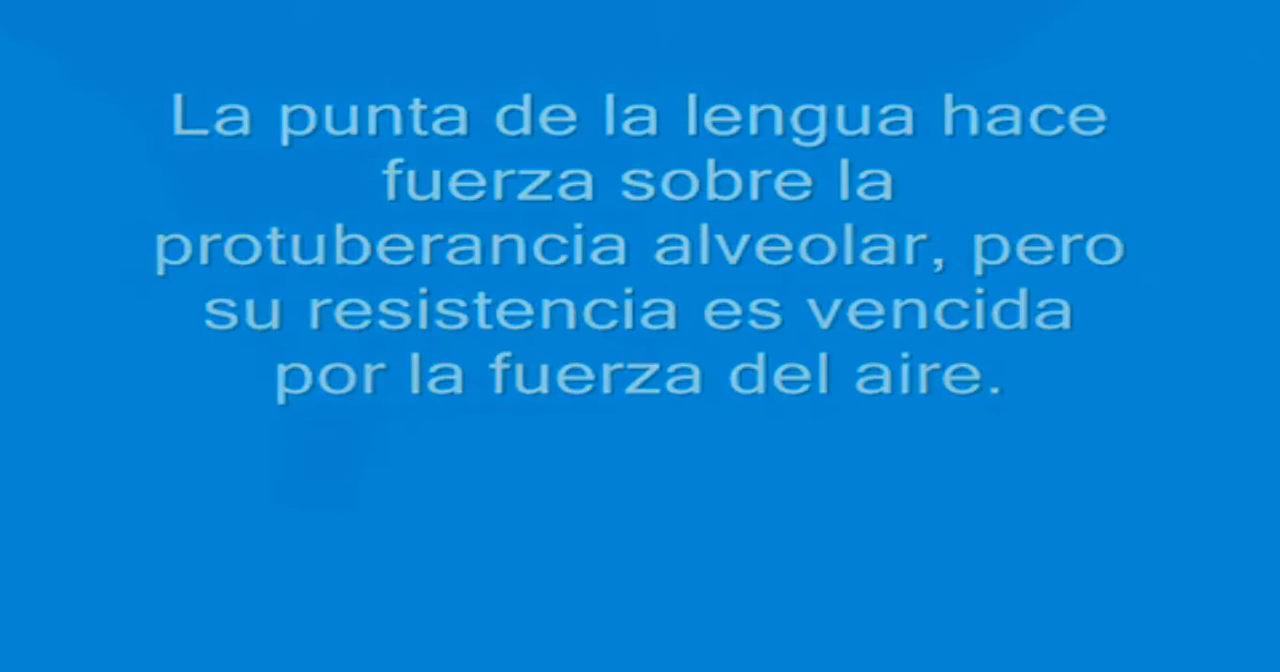 La punta de la lengua hace
fuerza sobre la
protuberancia alveolar, pero
su resistencia es vencida
por la fuerza del aire.